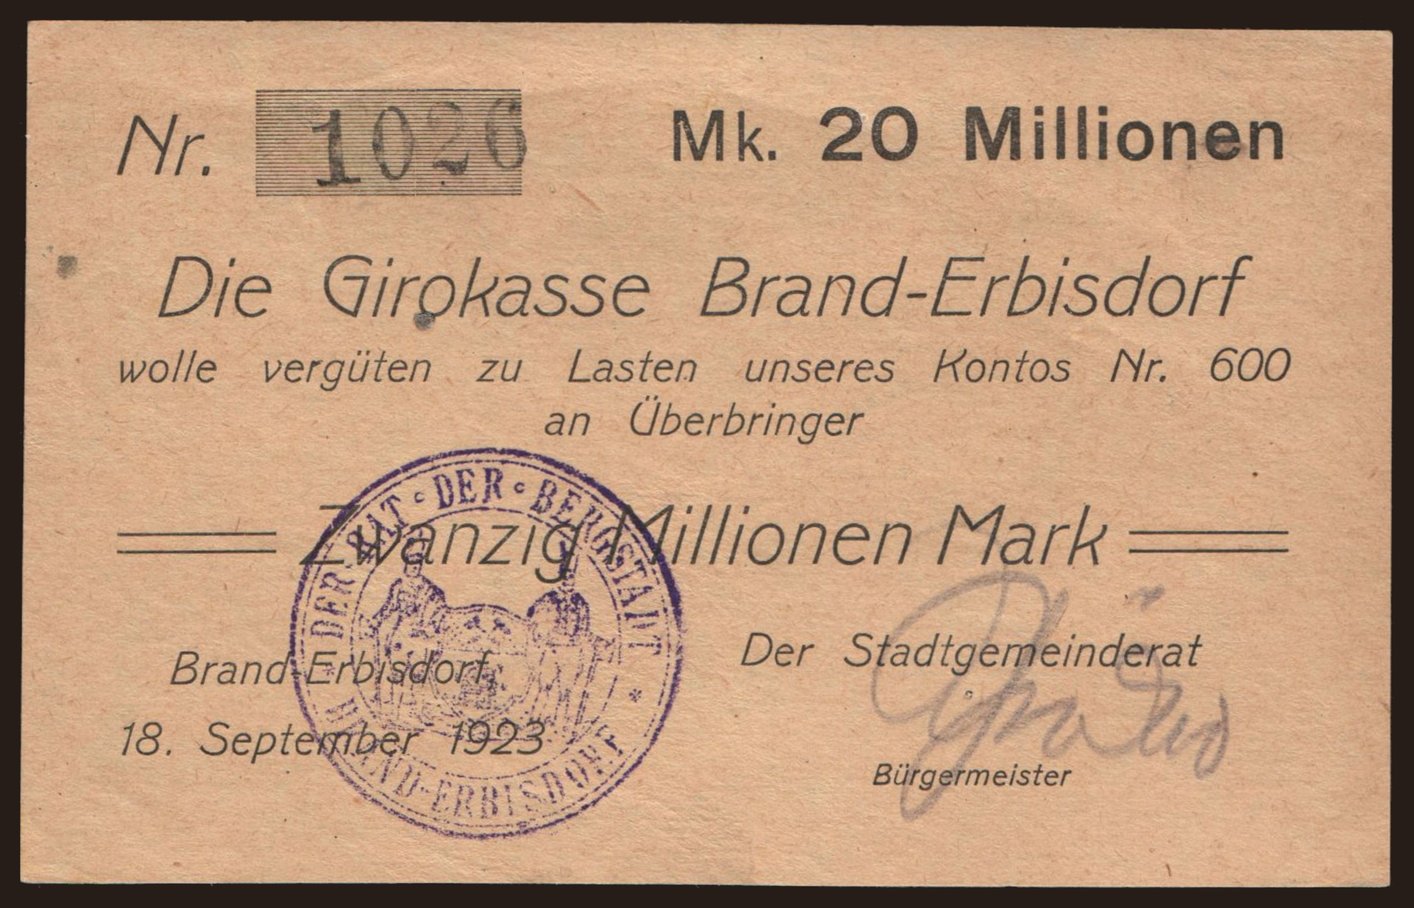 Nr. 1026
Mk. 20 Millionen
Die Girokasse Brand-Erbisdorf
wolle vergüten zu Lasten unseres Kontos Nr. 600
an Überbringer
Zwanzig Millionen Mark
DER RAT DER BERGSTADT
BRAND-ERBISDORF *
Brand-Erbisdorf,
18. September 1923
Der Stadtgemeinderat
Bürgermeister